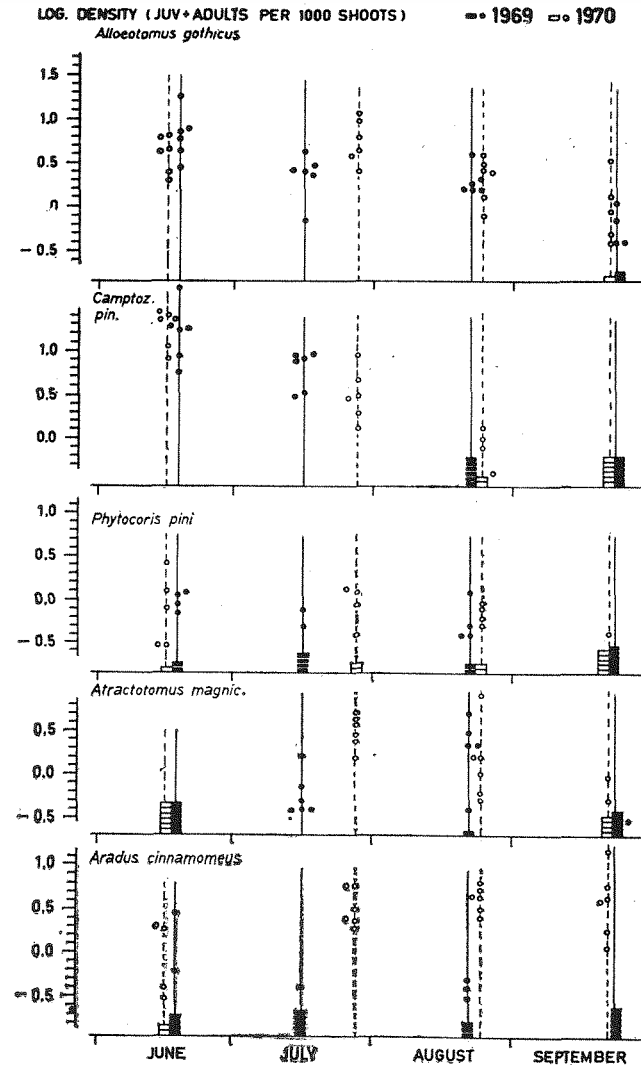 LOG. DENSITY (JUV+ADULTS PER 1000 SHOOTS) 1969 1970
Alloeotomus gothicus
1.5
1.0
0.5
.0
– 0.5
Camptoz.
pin.
1.0
0.5
0.0
Phytocoris pini
1.0
0.5
0.0
– 0.5
Atractotomus magnic.
0.5
0.0
0.5
Aradus cinnamomeus
1.0
0.5
0.0
0.5
JUNE JULY AUGUST SEPTEMBER